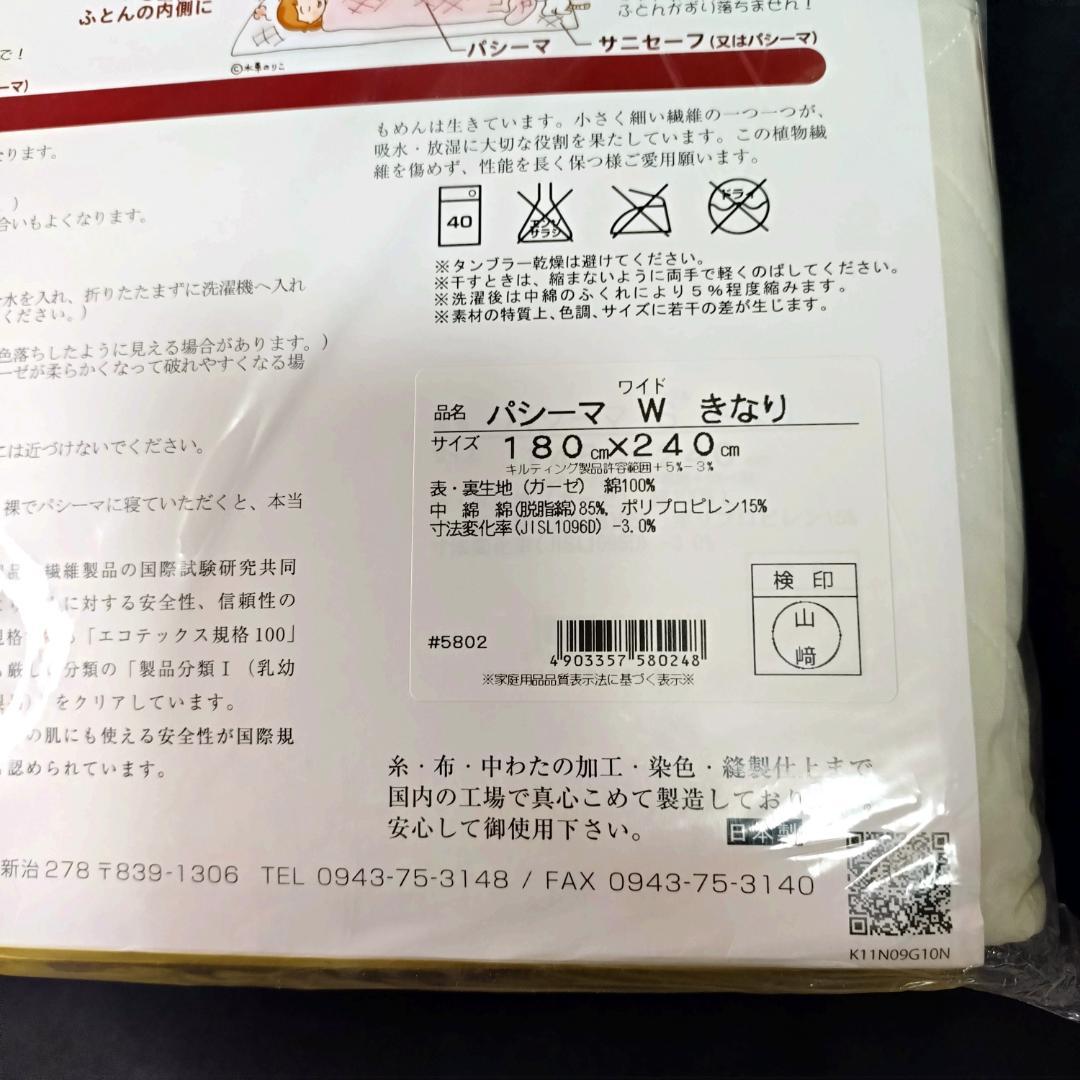 ふとんの内側に
ふとんがずり落ちません!
で!
パシーマ
サニセーフ(又はパシーマ)
ーマ)
©水葉のりこ
もめんは生きています。小さく細い繊維の一つ一つが、
吸水・放湿に大切な役割を果たしています。この植物繊
維を傷めず、性能を長く保つ様ご愛用願います。
なります。
。)
合いもよくなります。
水を入れ、折りたたまずに洗濯機へ入れ
ください。)
色落ちしたように見える場合があります。)
ーゼが柔らかくなって破れやすくなる場
には近づけないでください。
裸でパシーマに寝ていただくと、本当
繊維製品の国際試験研究共同
に対する安全性、信頼性の
「エコテックス規格100」
厳しい分類の「製品分類Ⅰ(乳幼
をクリアしています。
の肌にも使える安全性が国際規
認められています。
40
エンソ
サラシ
ドライ
※タンブラー乾燥は避けてください。
※干すときは、縮まないように両手で軽くのばしてください。
※洗濯後は中綿のふくれにより5%程度縮みます。
※素材の特質上、色調、サイズに若干の差が生じます。
ワイド
品名 パシーマ W きなり
サイズ 180cm×240cm
キルティング製品許容範囲+5%-3%
表・裏生地(ガーゼ) 綿100%
中 綿 綿(脱脂綿)85%, ポリプロピレン15%
寸法変化率(JISL1096D) -3.0%
検 印
山
﨑
#5802
4903357580248
※家庭用品品質表示法に基づく表示※
糸・布・中わたの加工・染色・縫製仕上まで
国内の工場で真心こめて製造しており
安心して御使用下さい。
日本製
新治278 〒839-1306 TEL 0943-75-3148 / FAX 0943-75-3140
K11N09G10N